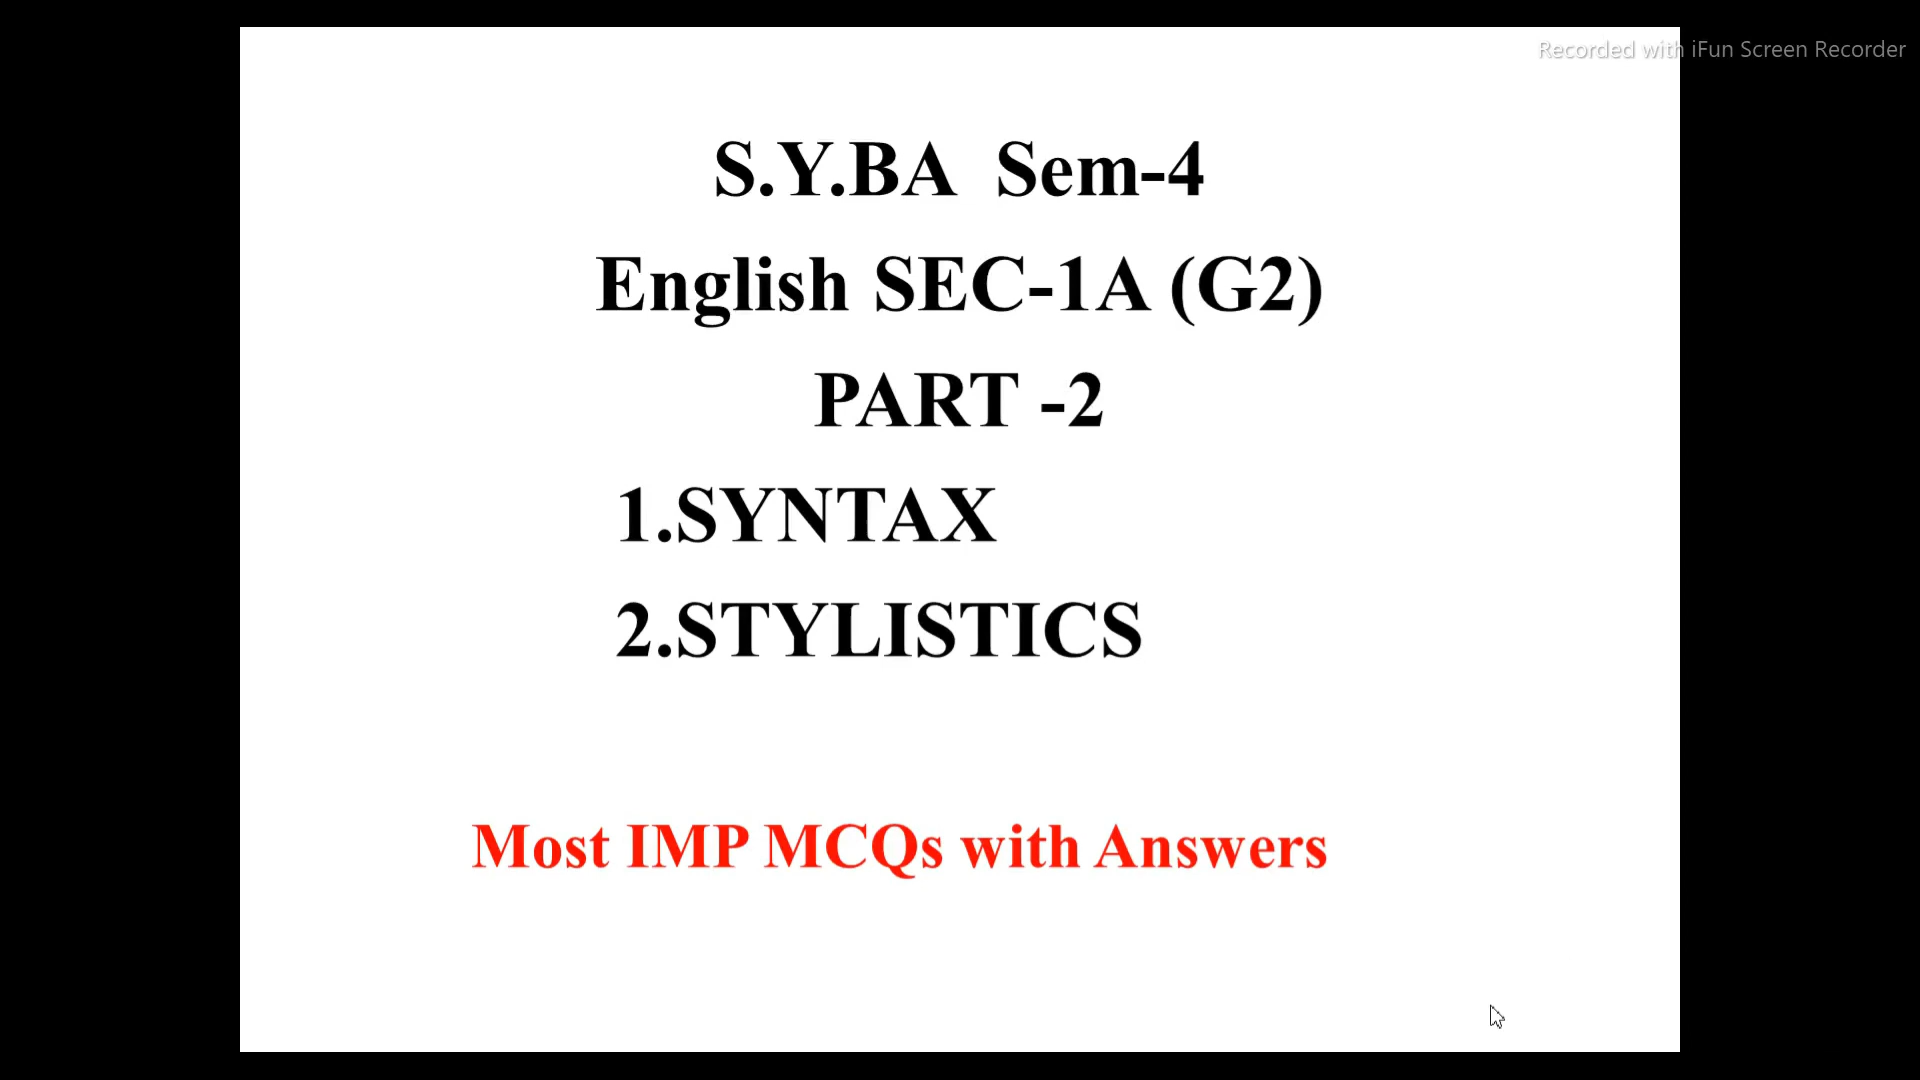 Recorded with iFun Screen Recorder
S.Y.BA Sem-4
English SEC-1A (G2)
PART -2
1.SYNTAX
2.STYLISTICS
Most IMP MCQs with Answers